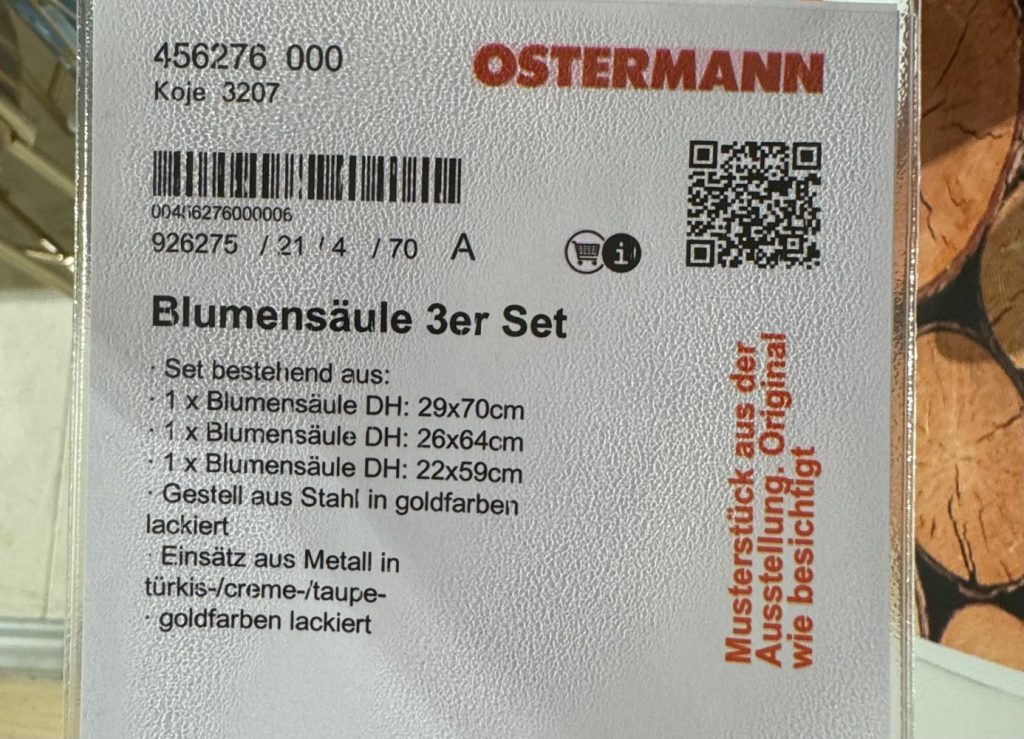 456276 000
Koje 3207
OSTERMANN
00456276000006
926275 / 21 / 4 / 70 A
i
Blumensäule 3er Set
· Set bestehend aus:
· 1 x Blumensäule DH: 29x70cm
· 1 x Blumensäule DH: 26x64cm
· 1 x Blumensäule DH: 22x59cm
· Gestell aus Stahl in goldfarben
lackiert
· Einsätz aus Metall in
türkis-/creme-/taupe-
· goldfarben lackiert
Musterstück aus der
Ausstellung. Original
wie besichtigt